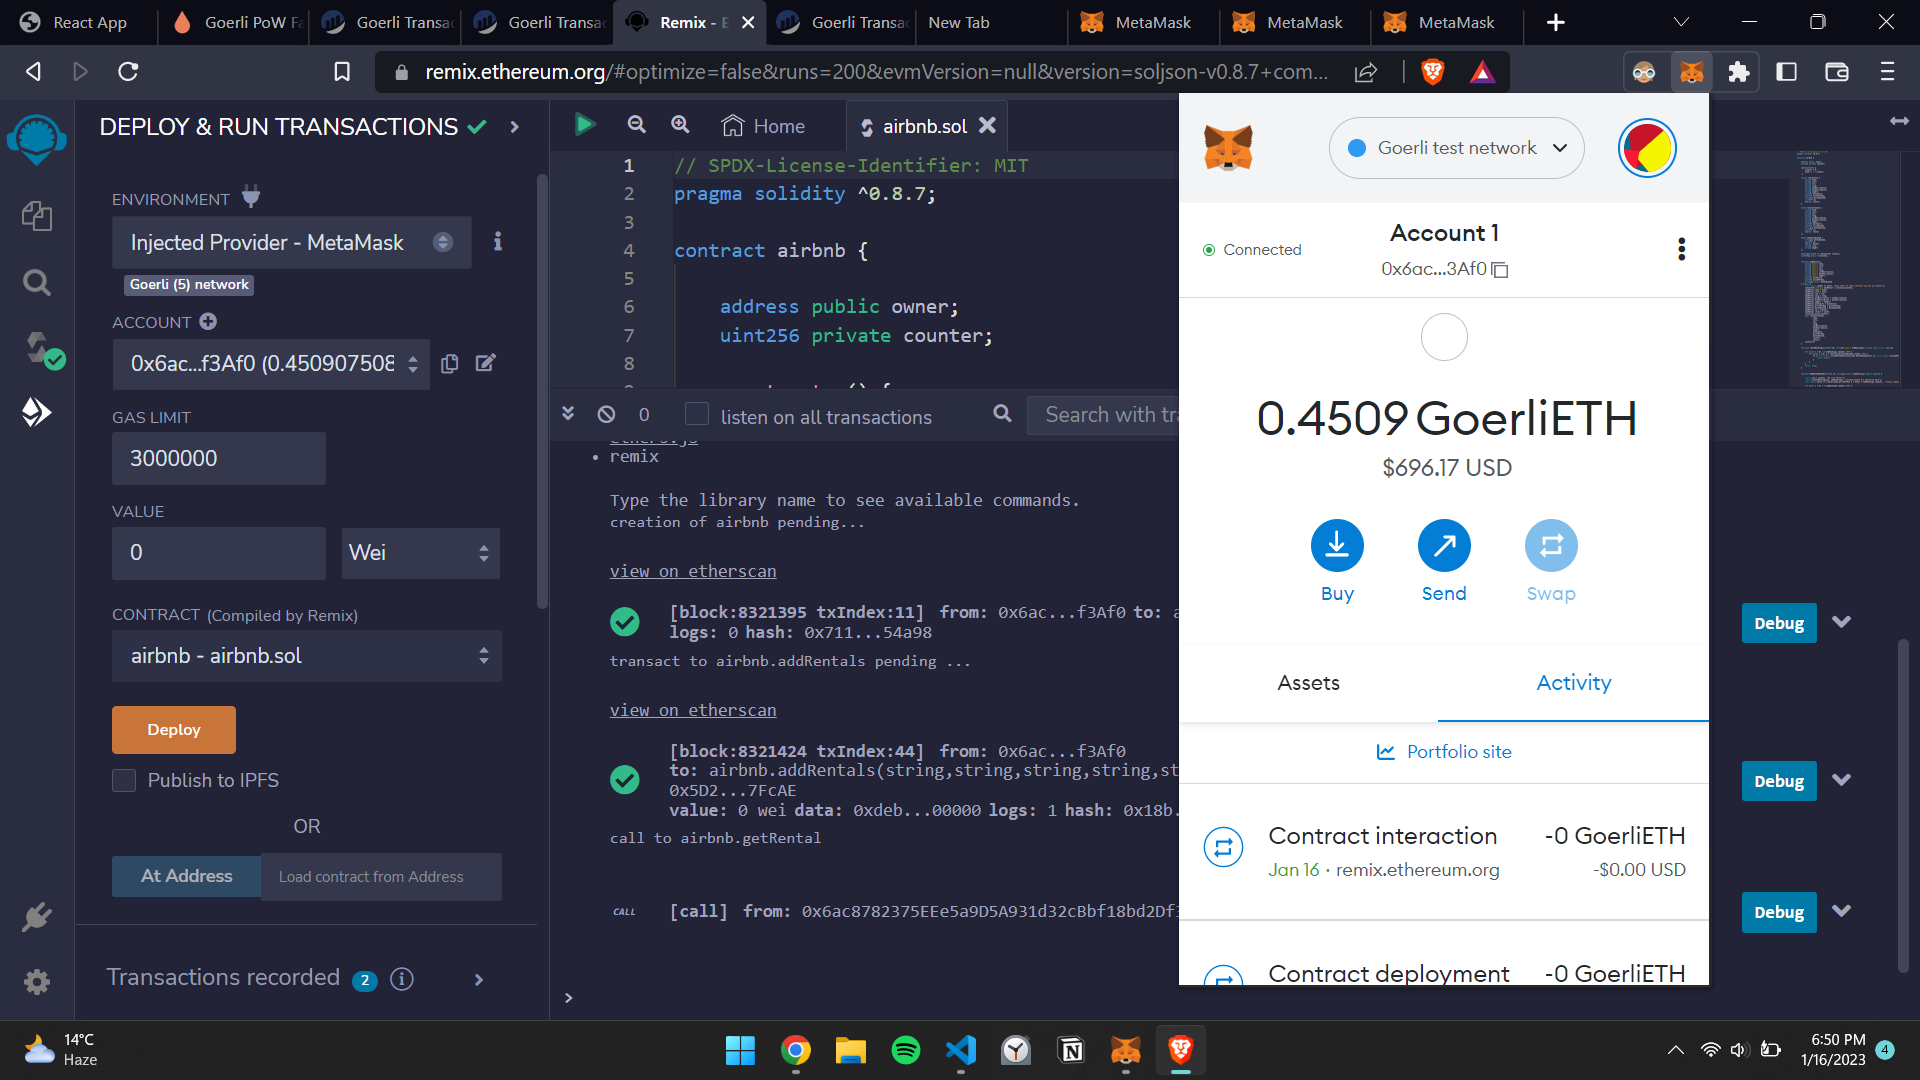 React App
Goerli PoW Fa
Goerli Transac
Goerli Transac
Remix - E
Goerli Transac
New Tab
MetaMask
MetaMask
MetaMask
remix.ethereum.org/#optimize=false&runs=200&evmVersion=null&version=soljson-v0.8.7+com...
DEPLOY & RUN TRANSACTIONS
ENVIRONMENT
Injected Provider - MetaMask
Goerli (5) network
ACCOUNT
0x6ac...f3Af0 (0.450907508
GAS LIMIT
3000000
VALUE
0
Wei
CONTRACT (Compiled by Remix)
airbnb - airbnb.sol
Deploy
Publish to IPFS
OR
At Address
Load contract from Address
Transactions recorded 2
Home
airbnb.sol
1 // SPDX-License-Identifier: MIT
2 pragma solidity ^0.8.7;
3
4 contract airbnb {
5
6 address public owner;
7 uint256 private counter;
8
0
listen on all transactions
Search with tra
ethers.js
remix
Type the library name to see available commands.
creation of airbnb pending...
view on etherscan
[block:8321395 txIndex:11] from: 0x6ac...f3Af0 to: a
logs: 0 hash: 0x711...54a98
Debug
transact to airbnb.addRentals pending ...
view on etherscan
[block:8321424 txIndex:44] from: 0x6ac...f3Af0
to: airbnb.addRentals(string,string,string,string,st
0x5D2...7FcAE
value: 0 wei data: 0xdeb...00000 logs: 1 hash: 0x18b.
Debug
call to airbnb.getRental
CALL
[call] from: 0x6ac8782375EEe5a9D5A931d32cBbf18bd2Df3
Debug
>
Goerli test network
Connected
Account 1
0x6ac...3Af0
0.4509 GoerliETH
$696.17 USD
Buy
Send
Swap
Assets
Activity
Portfolio site
Contract interaction
-0 GoerliETH
Jan 16 · remix.ethereum.org
-$0.00 USD
Contract deployment
-0 GoerliETH
14°C
Haze
6:50 PM
1/16/2023
4